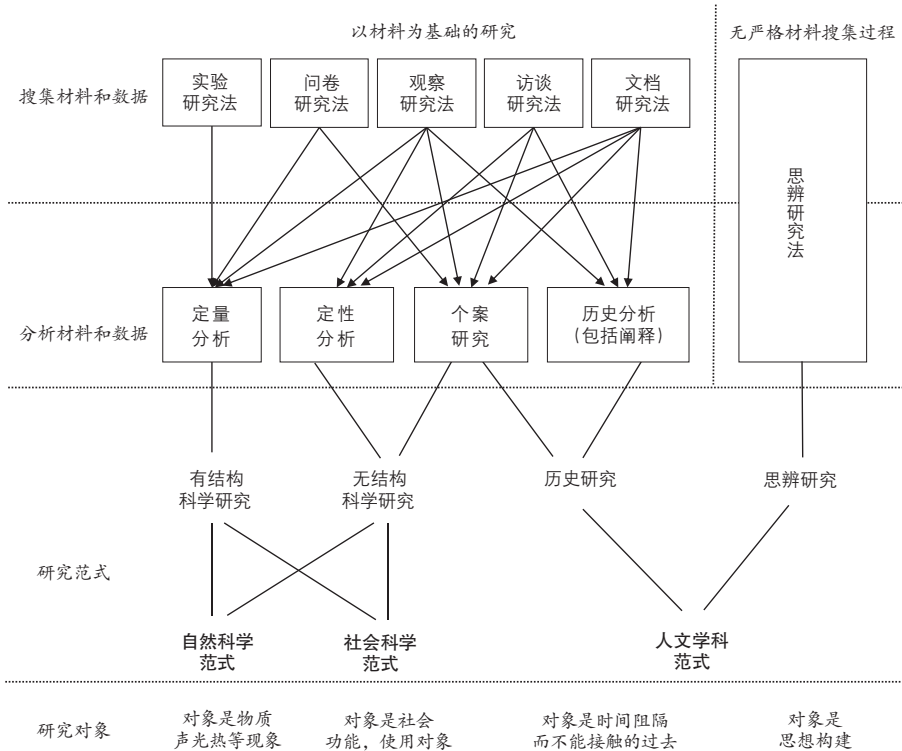 以材料为基础的研究
无严格材料搜集过程
搜集材料和数据
实验
研究法
问卷
研究法
观察
研究法
访谈
研究法
文档
研究法
思辨研究法
分析材料和数据
定量
分析
定性
分析
个案
研究
历史分析
(包括阐释)
有结构
科学研究
无结构
科学研究
历史研究
思辨研究
研究范式
自然科学
范式
社会科学
范式
人文学科
范式
研究对象
对象是物质
声光热等现象
对象是社会
功能，使用对象
对象是时间阻隔
而不能接触的过去
对象是
思想构建